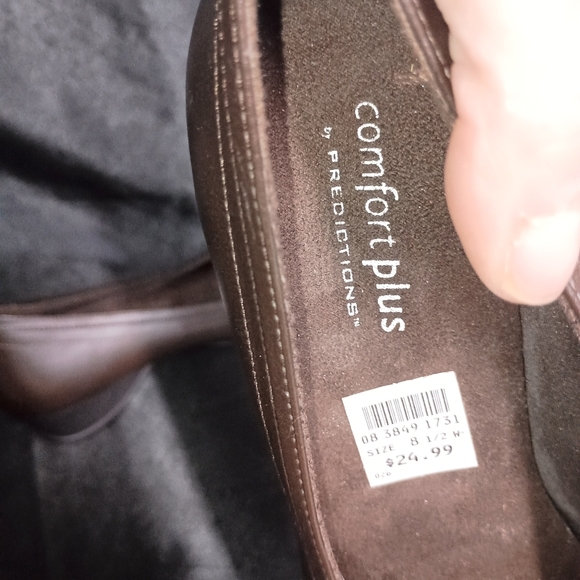 comfort plus
by PREDICTIONS™
08 3849 1731
SIZE 8 1/2 W
$24.99